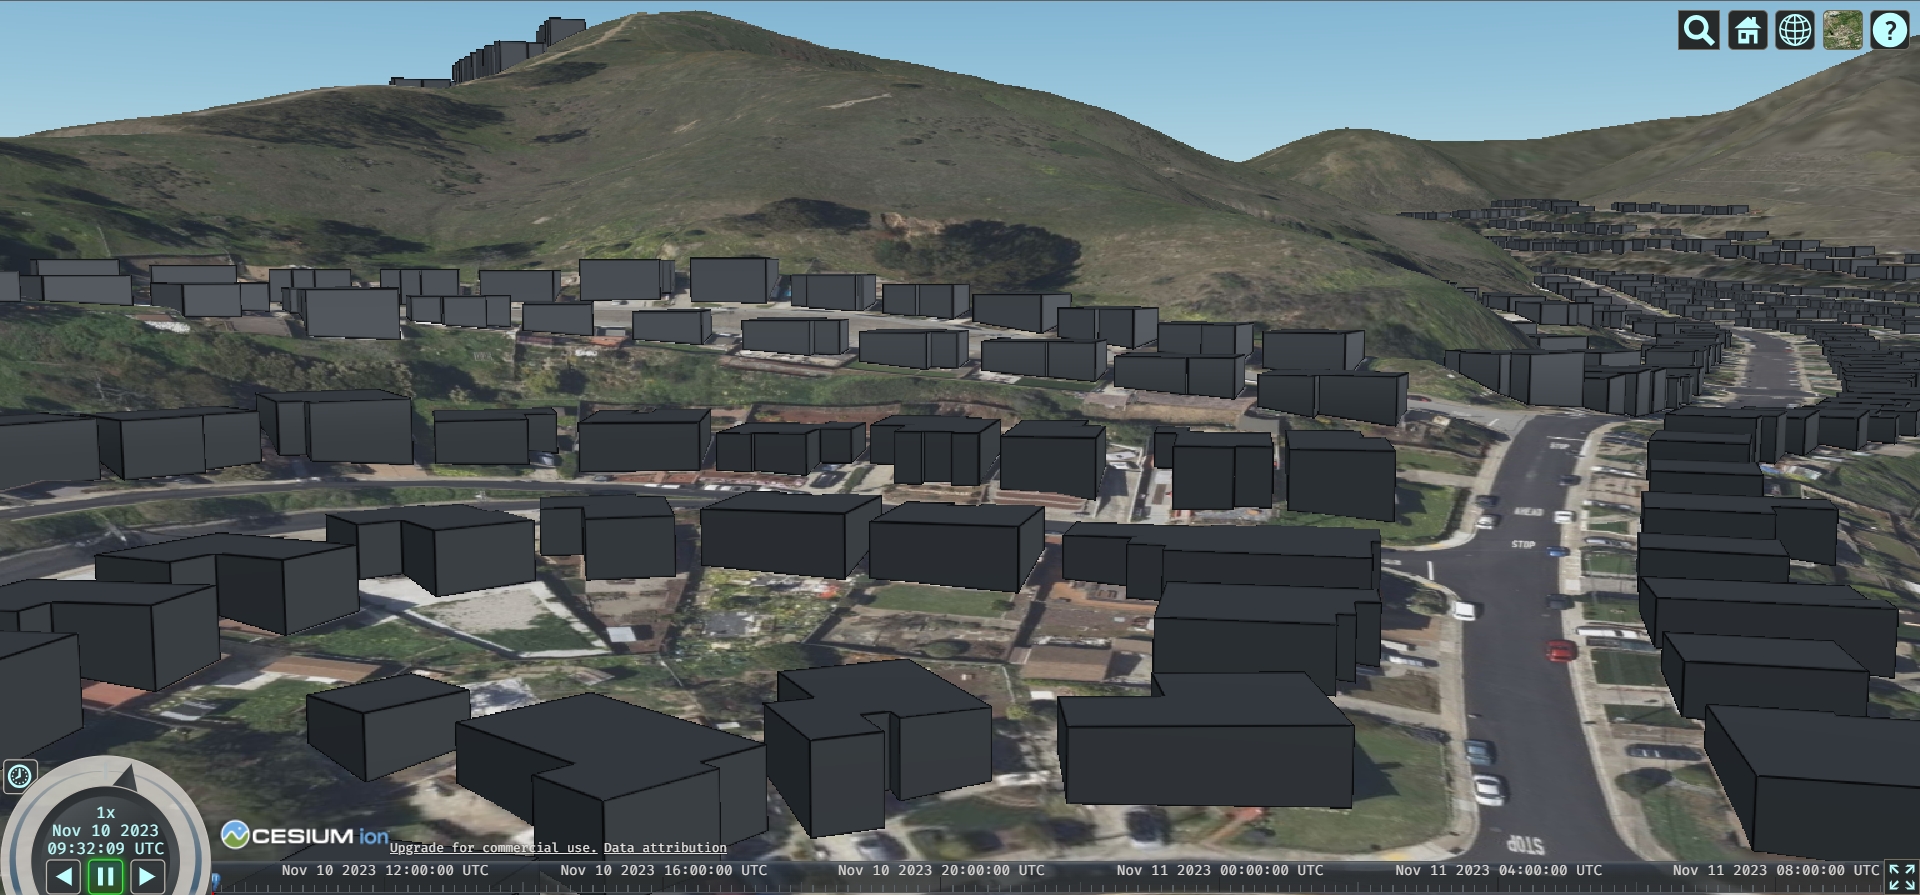 ?
AHEAD
STOP
STOP
1x
Nov 10 2023
09:32:09 UTC
CESIUM ion
Upgrade for commercial use. Data attribution
Nov 10 2023 12:00:00 UTC
Nov 10 2023 16:00:00 UTC
Nov 10 2023 20:00:00 UTC
Nov 11 2023 00:00:00 UTC
Nov 11 2023 04:00:00 UTC
Nov 11 2023 08:00:00 UTC